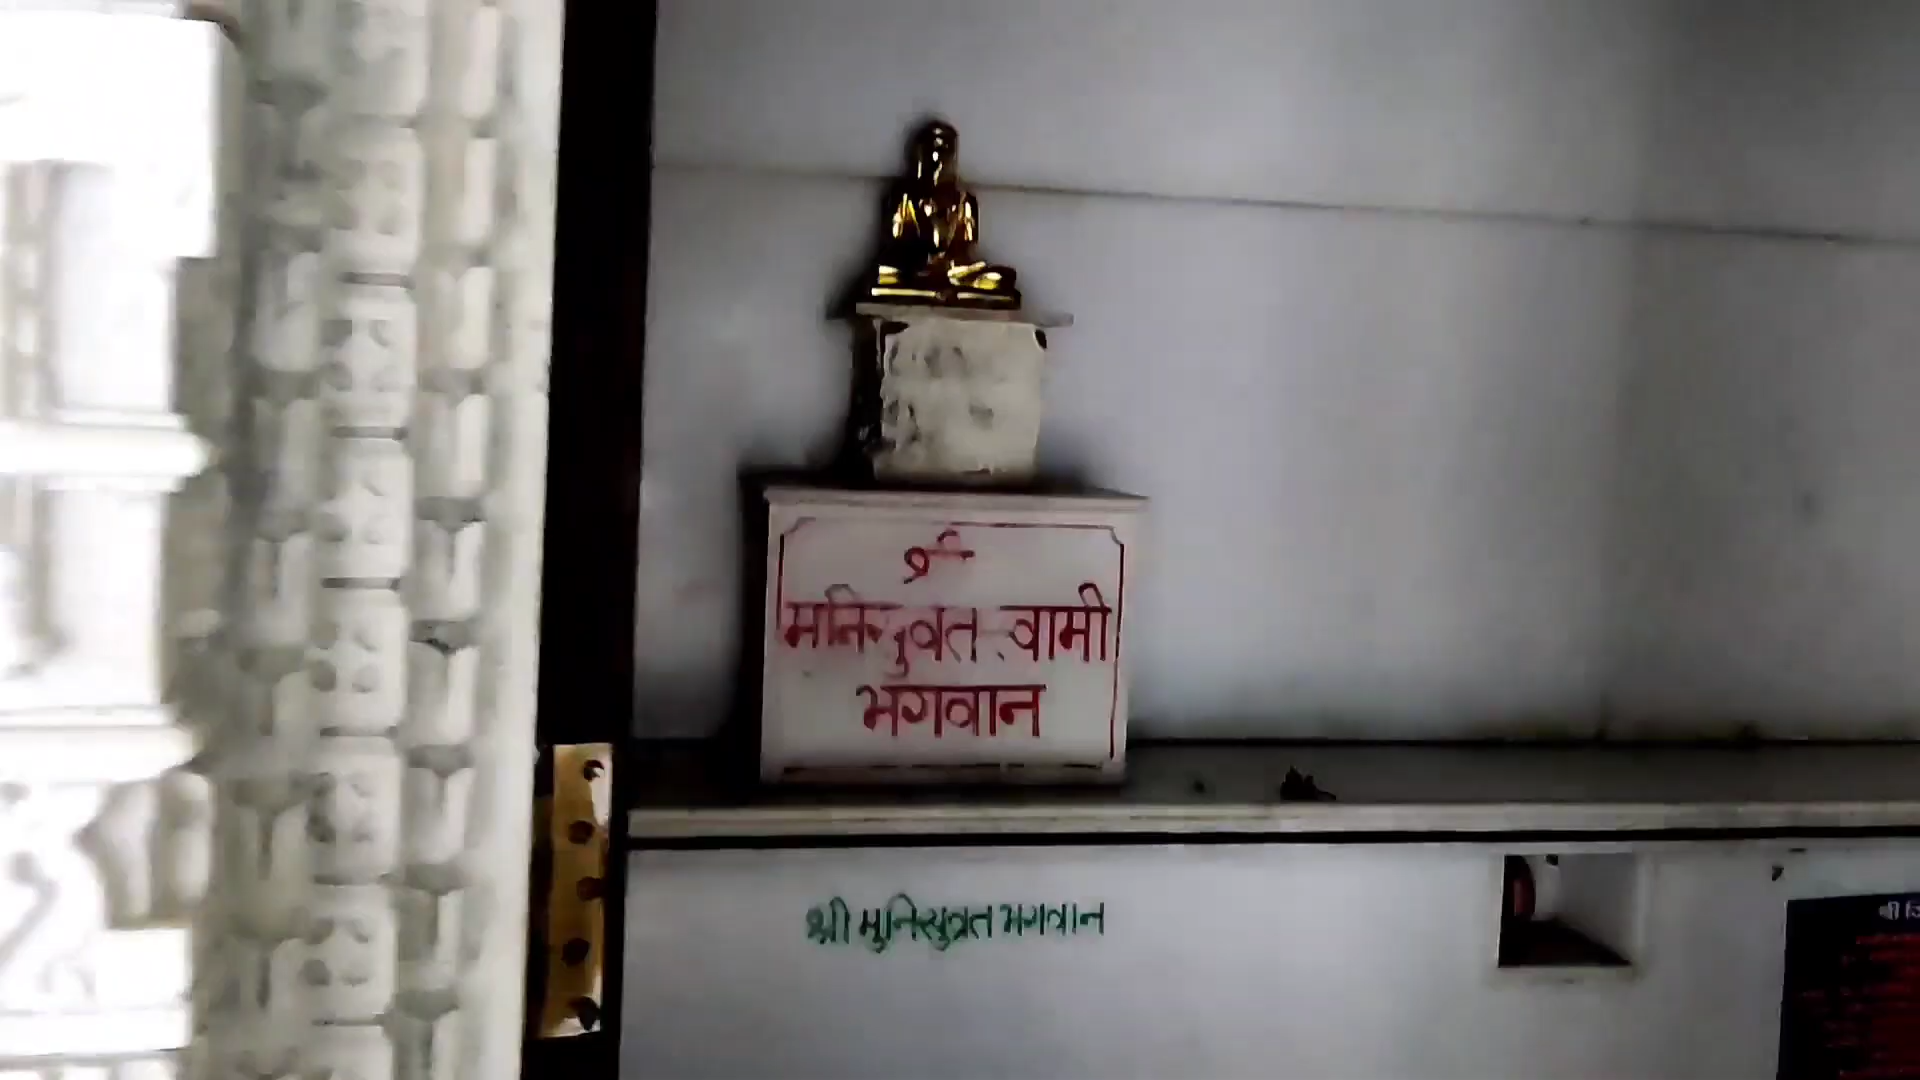 श्री
मुनिसुव्रत स्वामी
भगवान
श्री मुनिसुव्रत भगवान
श्री